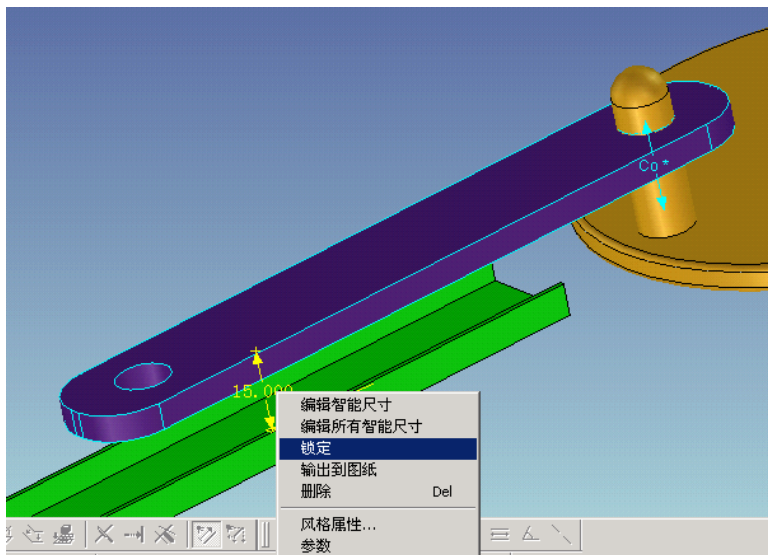 Co *
15.000
编辑智能尺寸
编辑所有智能尺寸
锁定
输出到图纸
删除 Del
风格属性...
参数